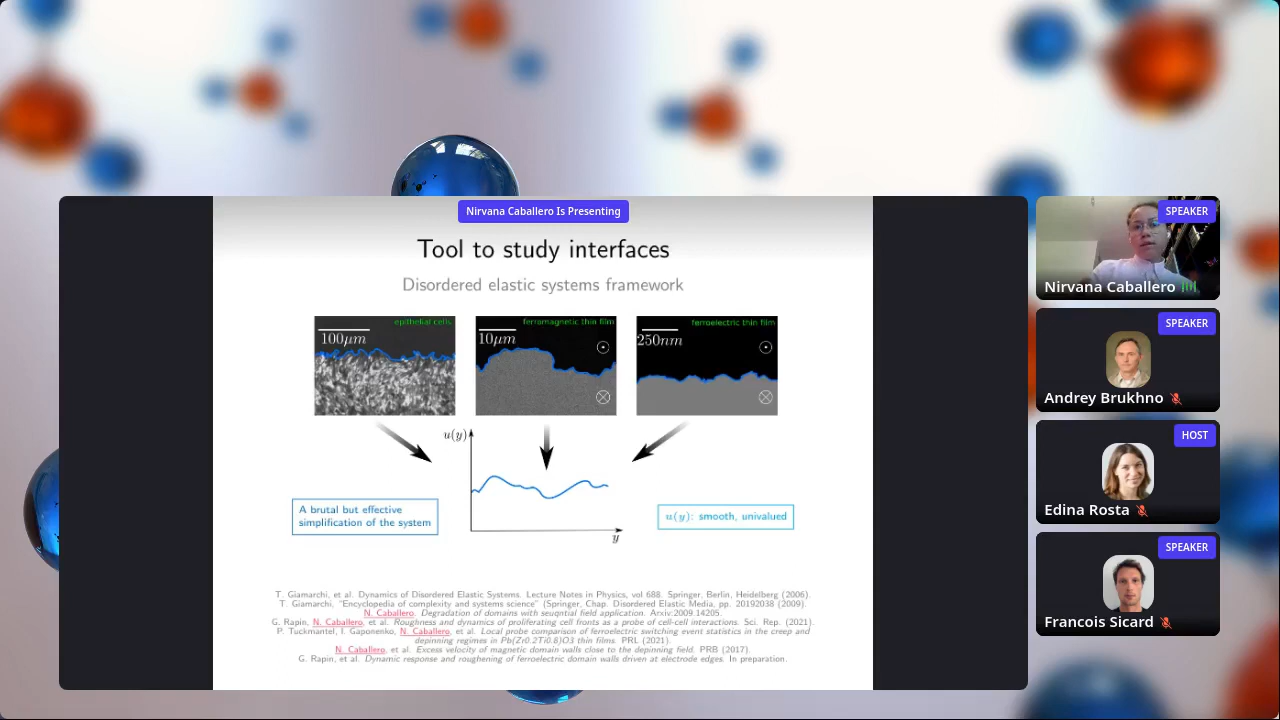 Nirvana Caballero Is Presenting
Tool to study interfaces
Disordered elastic systems framework
epithelial cells
100μm
ferromagnetic thin film
10μm
ferroelectric thin film
250nm
u(y)
y
A brutal but effective
simplification of the system
u(y): smooth, univalued
T. Giamarchi, et al. Dynamics of Disordered Elastic Systems. Lecture Notes in Physics, vol 688. Springer, Berlin, Heidelberg (2006).
T. Giamarchi, "Encyclopedia of complexity and systems science" (Springer, Chap. Disordered Elastic Media, pp. 20192038 (2009).
N. Caballero. Degradation of domains with seuqntial field application. Arxiv:2009.14205.
G. Rapin, N. Caballero, et al. Roughness and dynamics of proliferating cell fronts as a probe of cell-cell interactions. Sci. Rep. (2021).
P. Tuckmantel, I. Gaponenko, N. Caballero, et al. Local probe comparison of ferroelectric switching event statistics in the creep and
depinning regimes in Pb(Zr0.2Ti0.8)O3 thin films. PRL (2021).
N. Caballero, et al. Excess velocity of magnetic domain walls close to the depinning field. PRB (2017).
G. Rapin, et al. Dynamic response and roughening of ferroelectric domain walls driven at electrode edges. In preparation.
SPEAKER
Nirvana Caballero
SPEAKER
Andrey Brukhno
HOST
Edina Rosta
SPEAKER
Francois Sicard